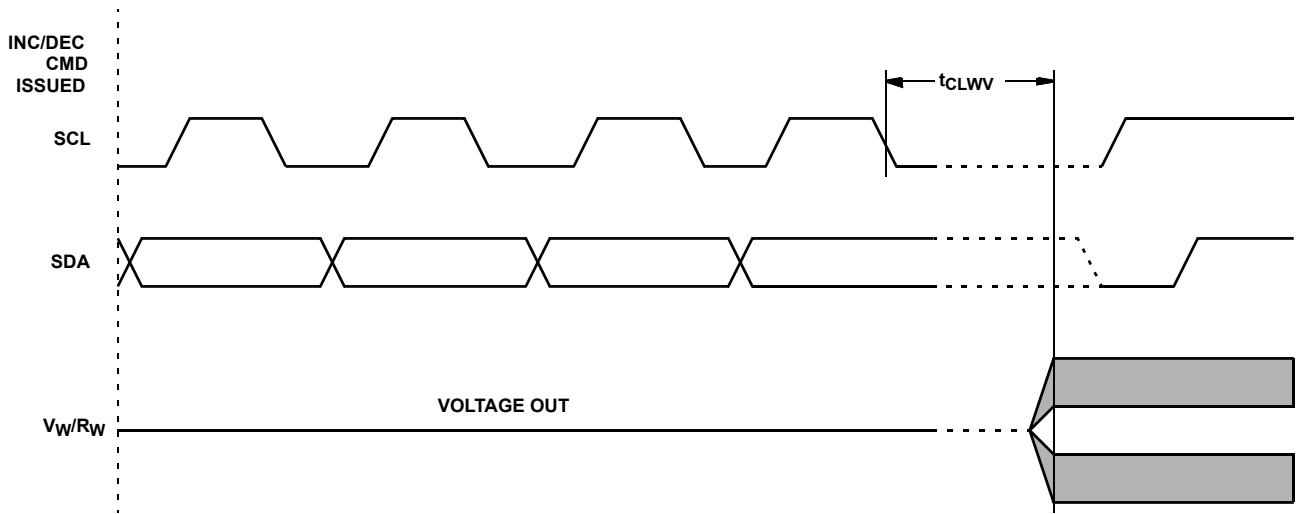 INC/DEC
CMD
ISSUED
tCLWV
SCL
SDA
VOLTAGE OUT
VW/RW